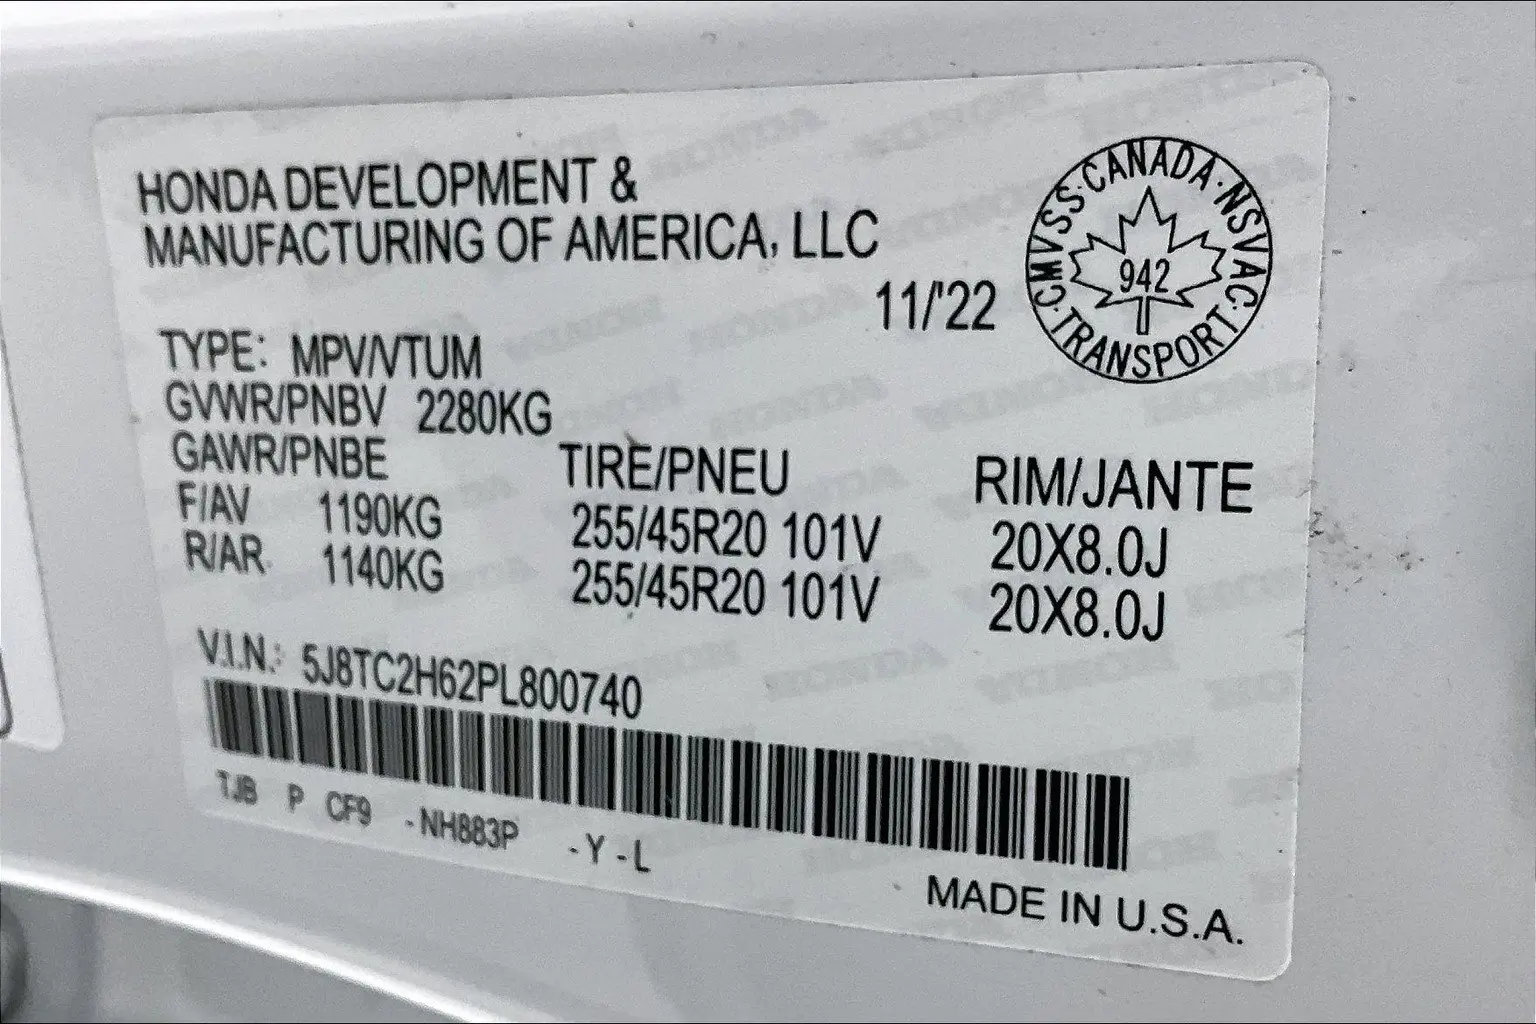 HONDA DEVELOPMENT &
MANUFACTURING OF AMERICA, LLC
11/'22
CMVSS·CANADA·NSVAC·TRANSPORT·
942
TYPE: MPV/VTUM
GVWR/PNBV 2280KG
GAWR/PNBE TIRE/PNEU RIM/JANTE
F/AV 1190KG 255/45R20 101V 20X8.0J
R/AR 1140KG 255/45R20 101V 20X8.0J
V.I.N.: 5J8TC2H62PL800740
TJB P CF9 -NH883P -Y-L
MADE IN U.S.A.